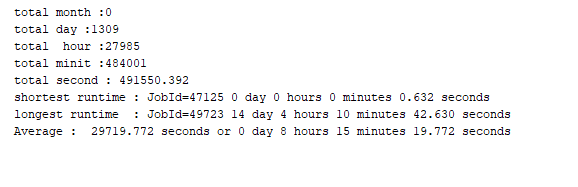 total month :0
total day :1309
total  hour :27985
total minit :484001
total second : 491550.392
shortest runtime : JobId=47125 0 day 0 hours 0 minutes 0.632 seconds
longest runtime  : JobId=49723 14 day 4 hours 10 minutes 42.630 seconds
Average :  29719.772 seconds or 0 day 8 hours 15 minutes 19.772 seconds